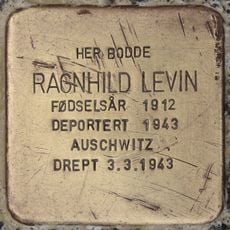 HER BODDE
RAGNHILD LEVIN
FØDSELSÅR 1912
DEPORTERT 1943
AUSCHWITZ
DREPT 3.3.1943